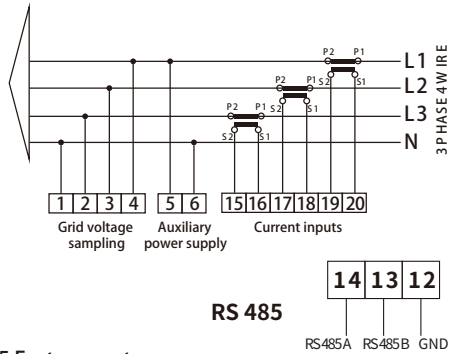 P2 P1 L1
S2 S1
P2 P1 L2
S2 S1
P2 P1 L3
S2 S1
N
3 PHASE 4 WIRE
1 2 3 4 5 6 15 16 17 18 19 20
Grid voltage sampling
Auxiliary power supply
Current inputs
14 13 12
RS 485
RS485A RS485B GND